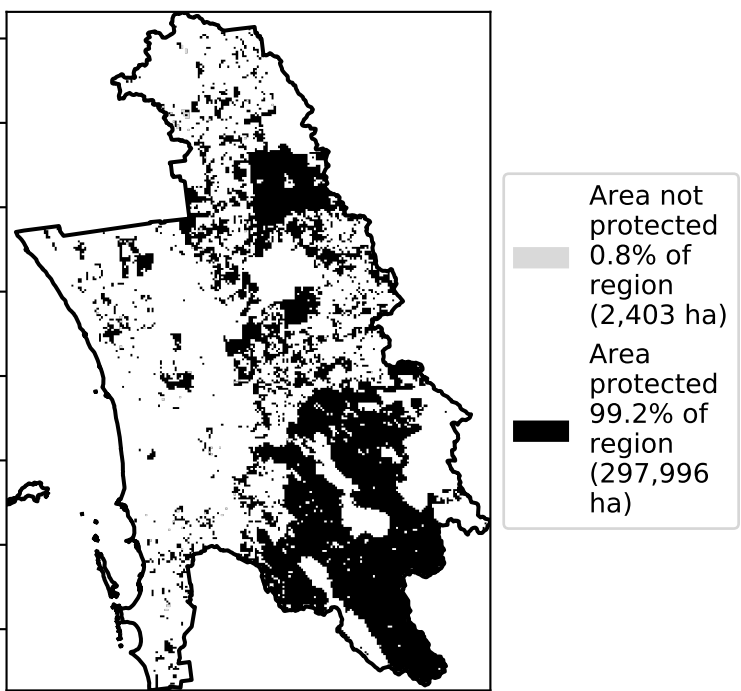 Area not
protected
0.8% of
region
(2,403 ha)
Area
protected
99.2% of
region
(297,996
ha)